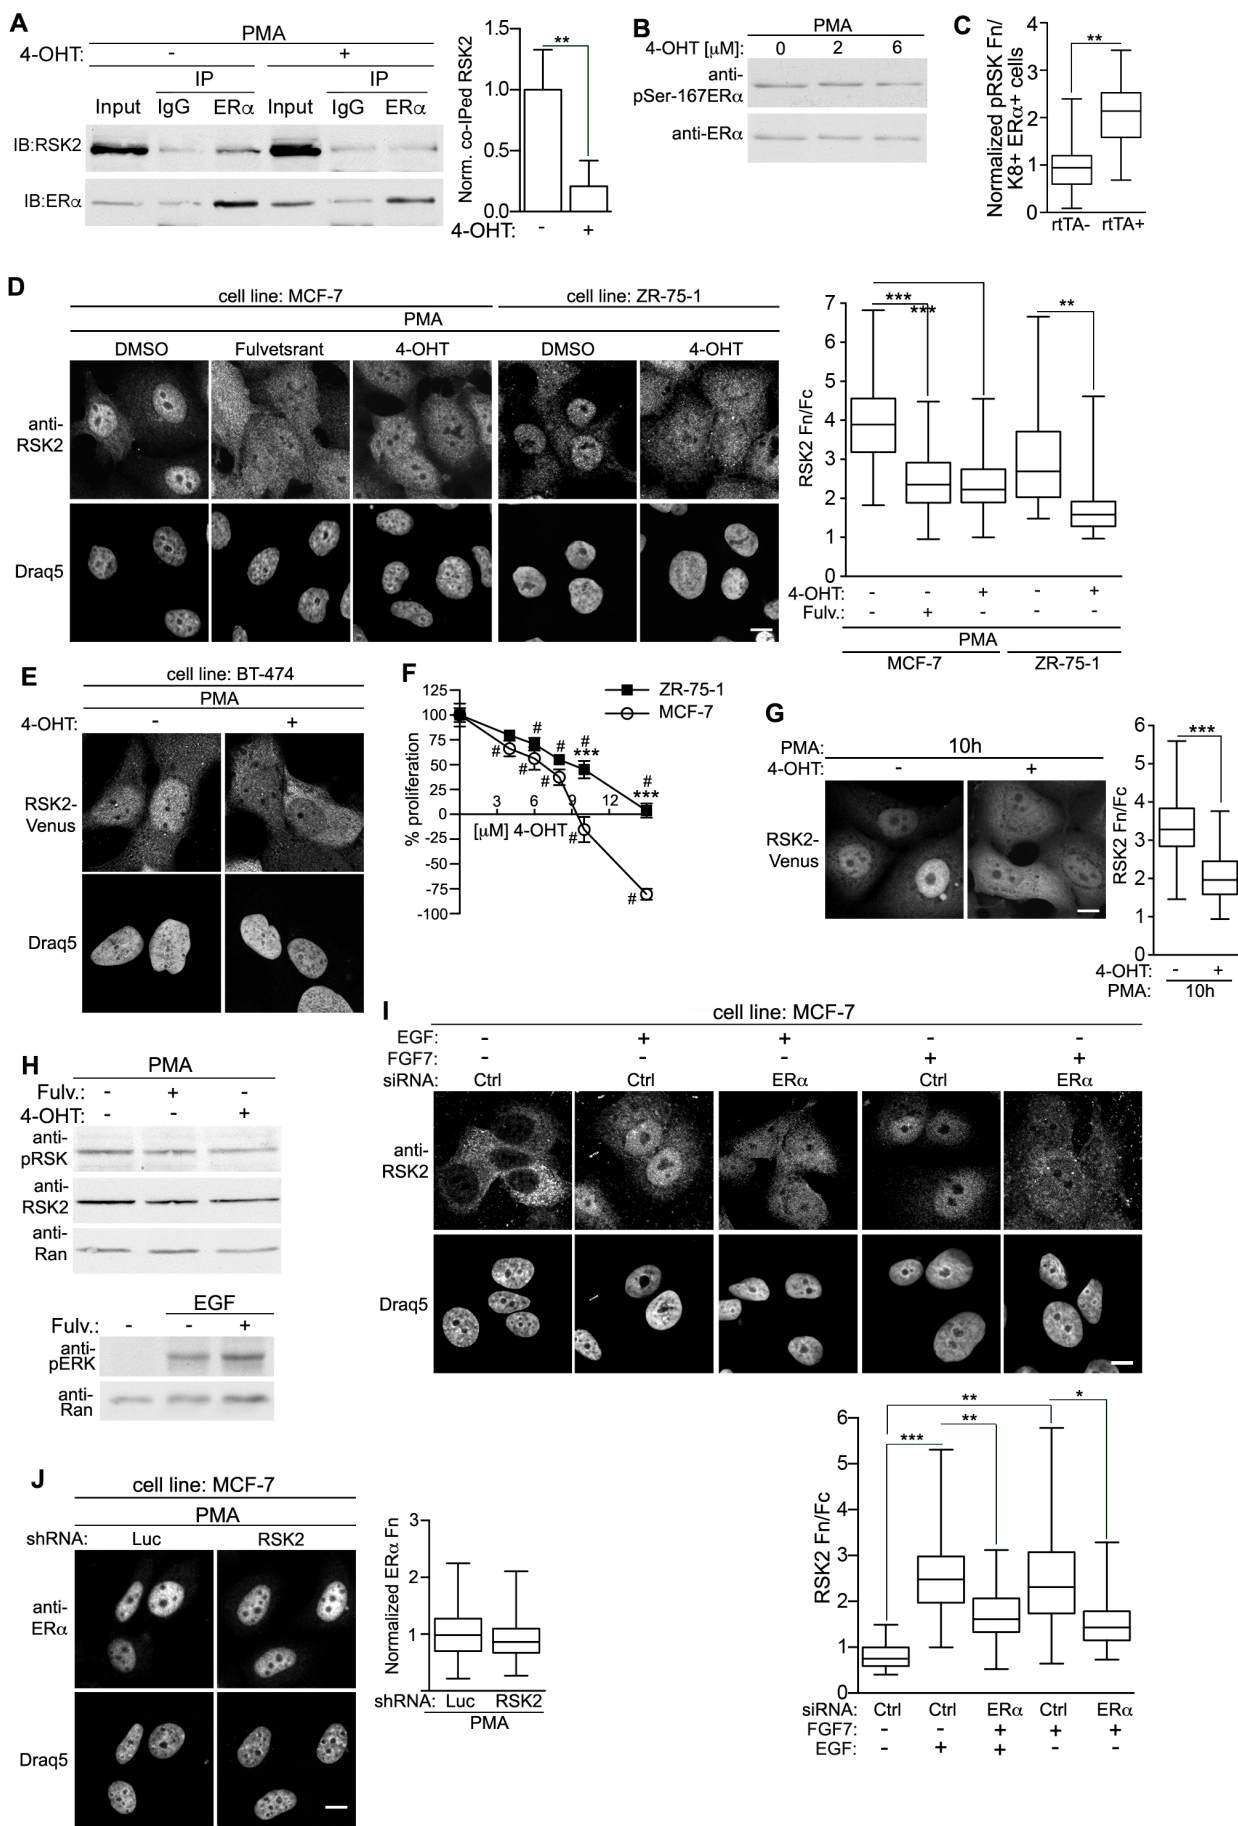 A
PMA
4-OHT: - +
IP IP
Input IgG ERα Input IgG ERα
IB:RSK2
IB:ERα
Norm. co-IPed RSK2
1.5
1.0
0.5
0.0
**
4-OHT: - +
B
PMA
4-OHT [μM]: 0 2 6
anti-
pSer-167ERα
anti-ERα
C
Normalized pRSK Fn/
K8+ ERα+ cells
4
3
2
1
0
**
rtTA- rtTA+
D
cell line: MCF-7 cell line: ZR-75-1
PMA
DMSO Fulvetsrant 4-OHT DMSO 4-OHT
anti-
RSK2
Draq5
RSK2 Fn/Fc
7
6
5
4
3
2
1
0
*** *** **
4-OHT: - - + - +
Fulv.: - + - - -
PMA
MCF-7 ZR-75-1
E
cell line: BT-474
PMA
4-OHT: - +
RSK2-
Venus
Draq5
F
% proliferation
125
100
75
50
25
0
-25
-50
-75
-100
3 6 9 12
[μM] 4-OHT
ZR-75-1
MCF-7
# # # #
*** ***
# # # # #
G
PMA: 10h
4-OHT: - +
RSK2-
Venus
RSK2 Fn/Fc
6
5
4
3
2
1
0
***
4-OHT: - +
PMA: 10h
H
PMA
Fulv.: - + -
4-OHT: - - +
anti-
pRSK
anti-
RSK2
anti-
Ran
EGF
Fulv.: - - +
anti-
pERK
anti-
Ran
I
cell line: MCF-7
EGF: - + + - -
FGF7: - - - + +
siRNA: Ctrl Ctrl ERα Ctrl ERα
anti-
RSK2
Draq5
RSK2 Fn/Fc
6
5
4
3
2
1
0
*** ** ** *
siRNA: Ctrl Ctrl ERα Ctrl ERα
FGF7: - - + + +
EGF: - + + - -
J
cell line: MCF-7
PMA
shRNA: Luc RSK2
anti-
ERα
Draq5
Normalized ERα Fn
3
2
1
shRNA: Luc RSK2
PMA